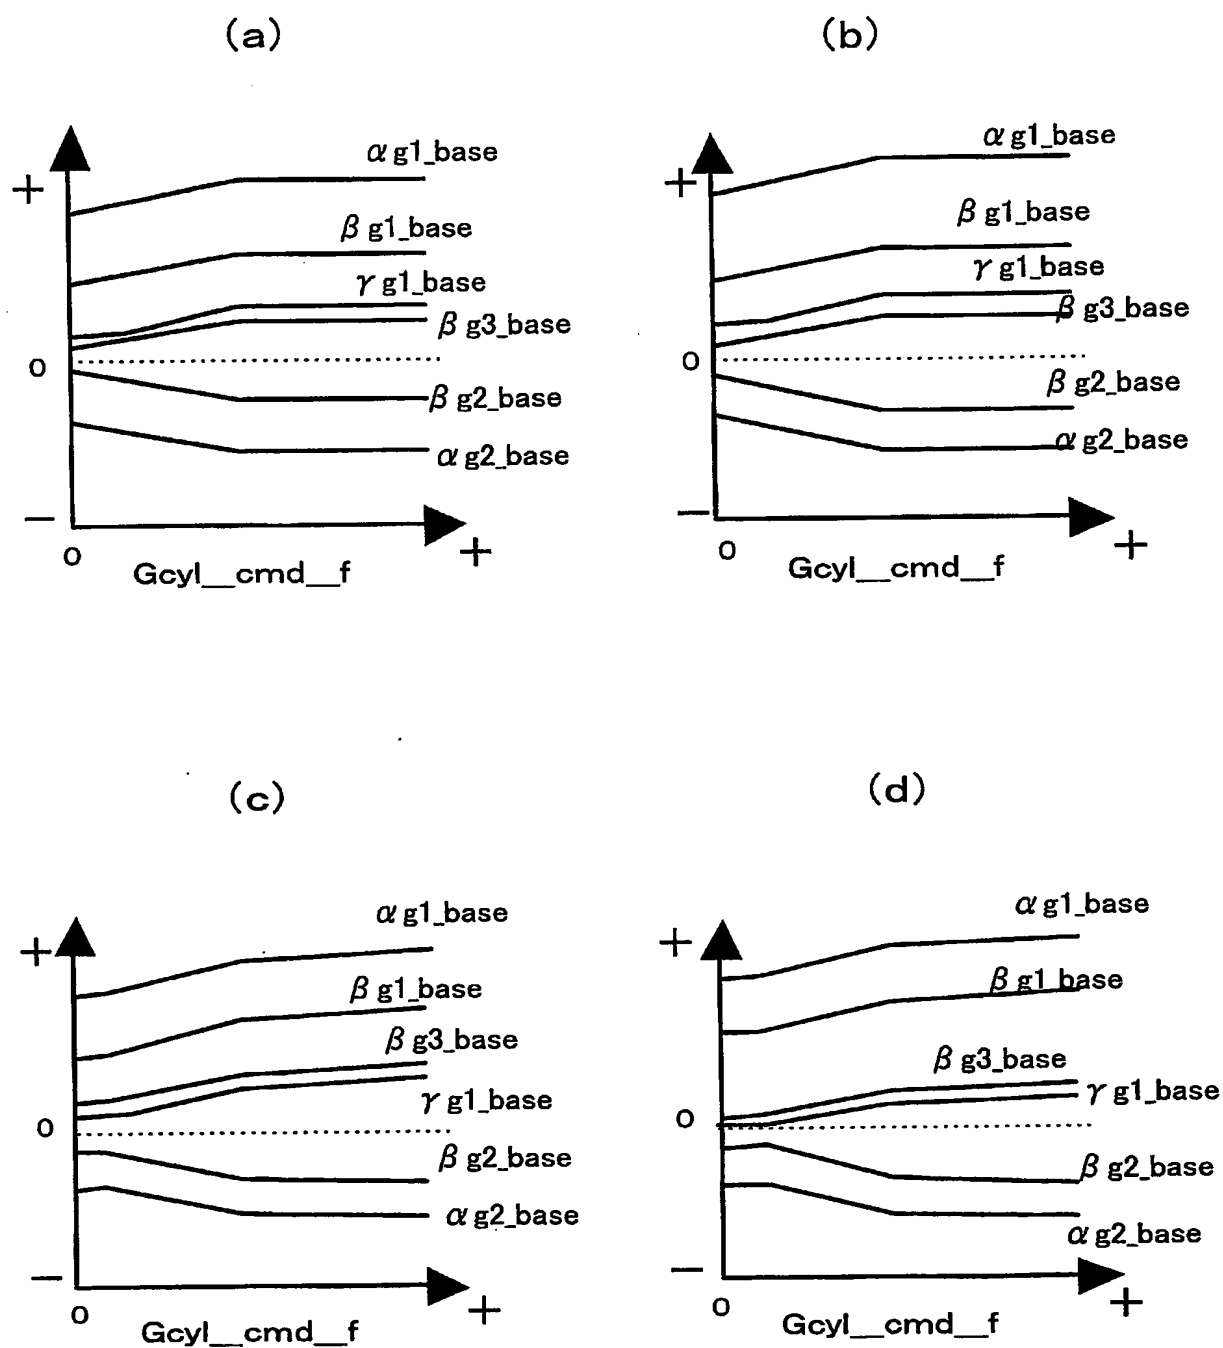 (a)
α g1_base
+
β g1_base
γ g1_base
β g3_base
0
β g2_base
α g2_base
−
0
+
Gcyl__cmd__f
(b)
α g1_base
+
β g1_base
γ g1_base
β g3_base
0
β g2_base
α g2_base
−
0
+
Gcyl__cmd__f
(c)
α g1_base
+
β g1_base
β g3_base
γ g1_base
0
β g2_base
α g2_base
−
0
+
Gcyl__cmd__f
(d)
α g1_base
+
β g1_base
β g3_base
γ g1_base
0
β g2_base
α g2_base
−
0
+
Gcyl__cmd__f